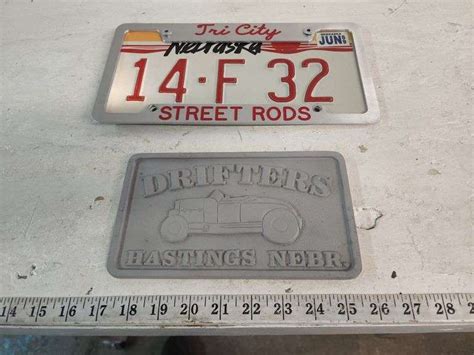 Tri City
Nebraska
JUN
14-F 32
STREET RODS
DRIFTERS
HASTINGS NEBR.
14 15 16 17 18 19 20 21 22 23 24 25 26 27 28 29